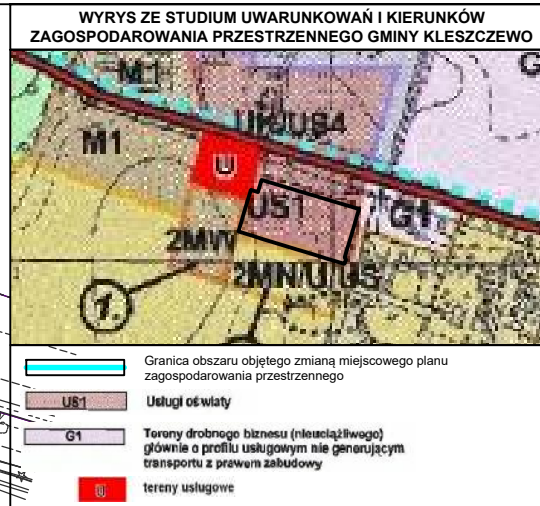 WYRYS ZE STUDIUM UWARUNKOWAŃ I KIERUNKÓW
ZAGOSPODAROWANIA PRZESTRZENNEGO GMINY KLESZCZEWO
M1
G
M1
U
US1
G1
2MW
2MN/U/US
1.
Granica obszaru objętego zmianą miejscowego planu
zagospodarowania przestrzennego
US1 Usługi oświaty
G1 Tereny drobnego biznesu (nieuciążliwego)
głównie o profilu usługowym nie generującym
transportu z prawem zabudowy
U tereny usługowe